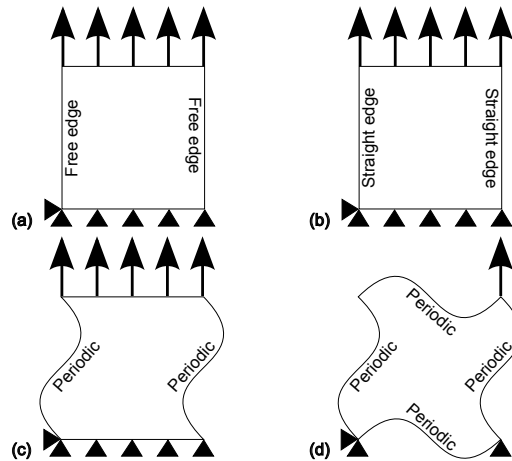 Free edge
Free edge
(a)
Straight edge
Straight edge
(b)
Periodic
Periodic
(c)
Periodic
Periodic
Periodic
Periodic
(d)